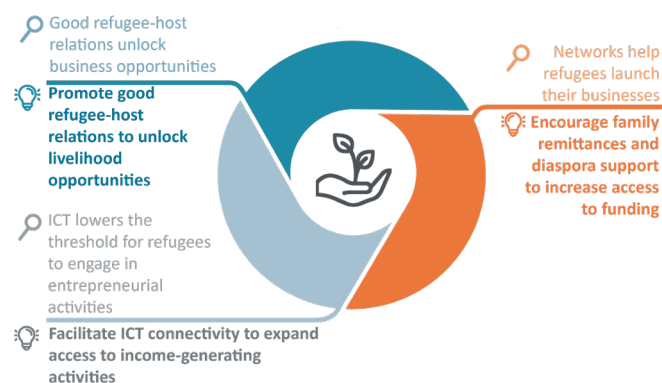 Good refugee-host
relations unlock
business opportunities
Promote good
refugee-host
relations to unlock
livelihood
opportunities
Networks help
refugees launch
their businesses
Encourage family
remittances and
diaspora support
to increase access
to funding
ICT lowers the
threshold for refugees
to engage in
entrepreneurial
activities
Facilitate ICT connectivity to expand
access to income-generating
activities